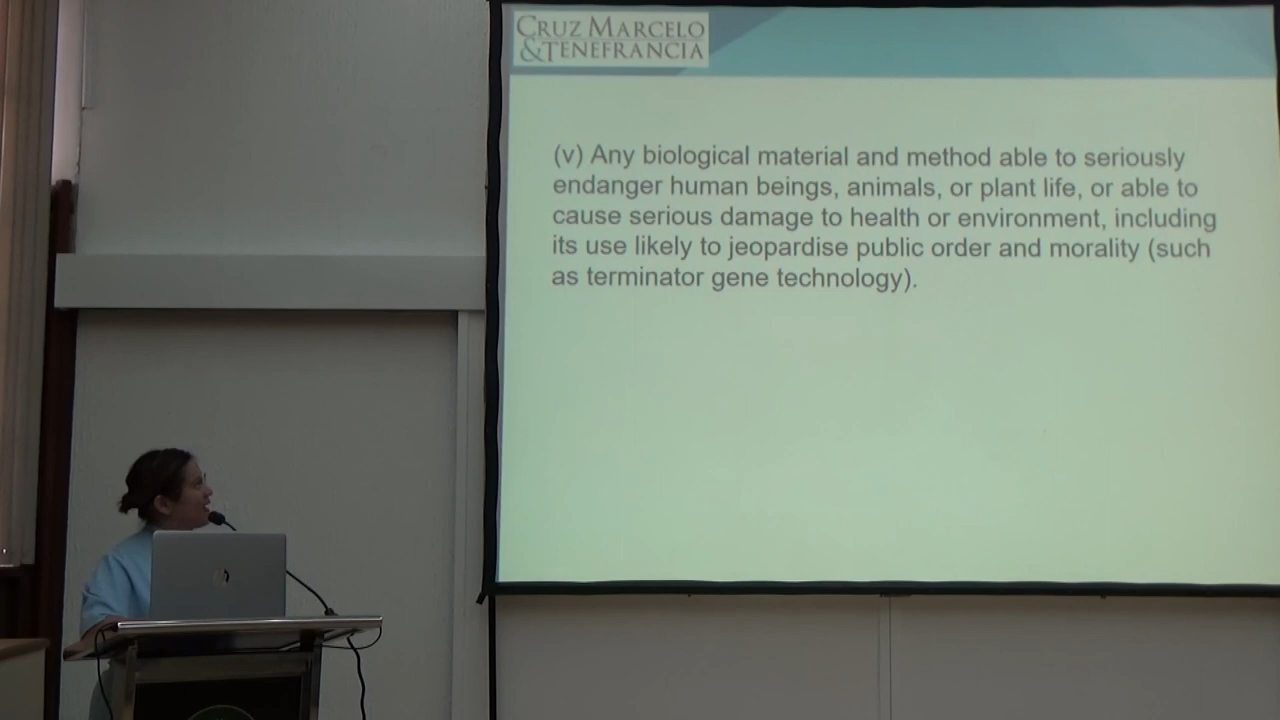 CRUZ MARCELO
& TENEFRANCIA
(v) Any biological material and method able to seriously
endanger human beings, animals, or plant life, or able to
cause serious damage to health or environment, including
its use likely to jeopardise public order and morality (such
as terminator gene technology).